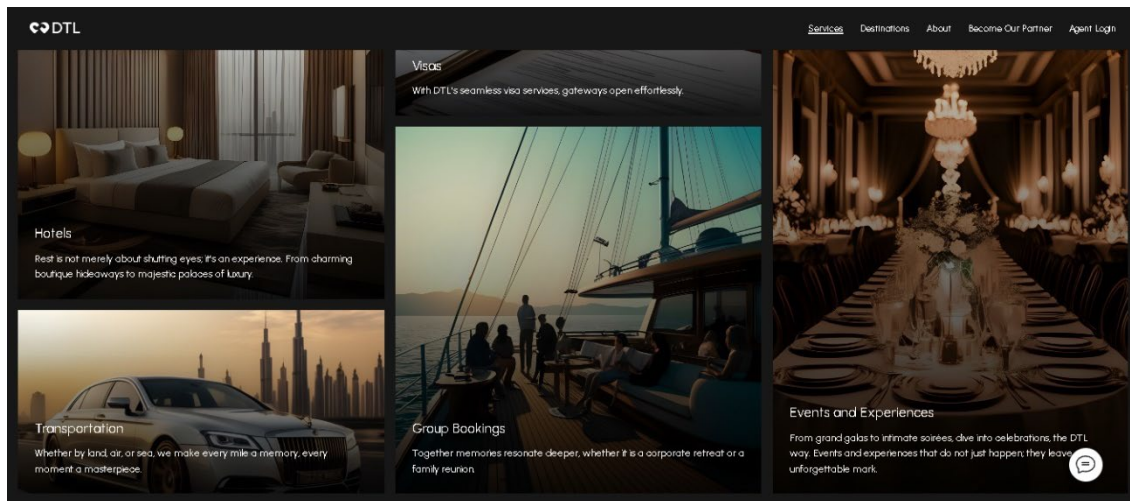 DTL
Services
Destinations
About
Become Our Partner
Agent Login
Hotels
Rest is not merely about shutting eyes; it's an experience. From charming
boutique hideaways to majestic palaces of luxury.
Transportation
Whether by land, air, or sea, we make every mile a memory, every
moment a masterpiece.
Visas
With DTL's seamless visa services, gateways open effortlessly.
Group Bookings
Together memories resonate deeper, whether it is a corporate retreat or a
family reunion.
Events and Experiences
From grand galas to intimate soirées, dive into celebrations, the DTL
way. Events and experiences that do not just happen; they leave
unforgettable mark.